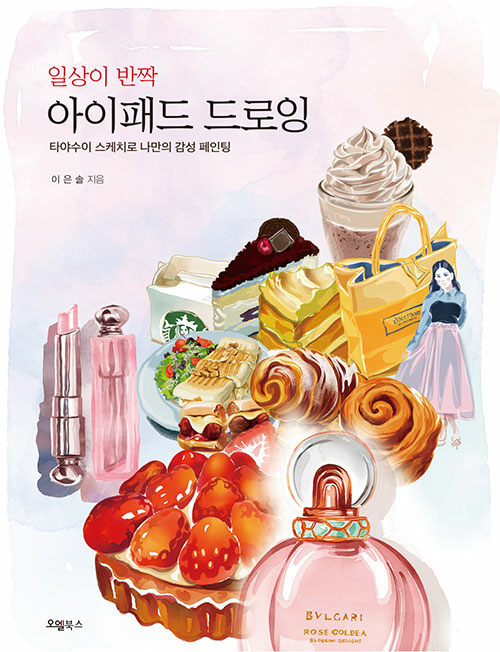 일상이 반짝
아이패드 드로잉
타야수이 스케치로 나만의 감성 페인팅
이 은 솔 지음
L'OCCITANE
BVLGARI
ROSE GOLDEA
BLOSSOM DELIGHT
오엘북스